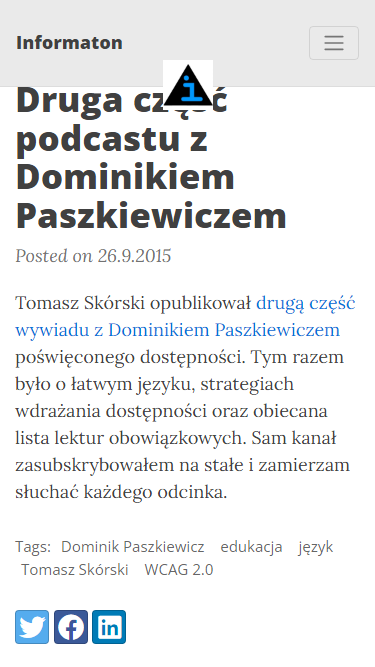 Informaton
Druga część
podcastu z
Dominikiem
Paszkiewiczem
Posted on 26.9.2015
Tomasz Skórski opublikował drugą część
wywiadu z Dominikiem Paszkiewiczem
poświęconego dostępności. Tym razem
było o łatwym języku, strategiach
wdrażania dostępności oraz obiecana
lista lektur obowiązkowych. Sam kanał
zasubskrybowałem na stałe i zamierzam
słuchać każdego odcinka.
Tags: Dominik Paszkiewicz edukacja język
Tomasz Skórski WCAG 2.0